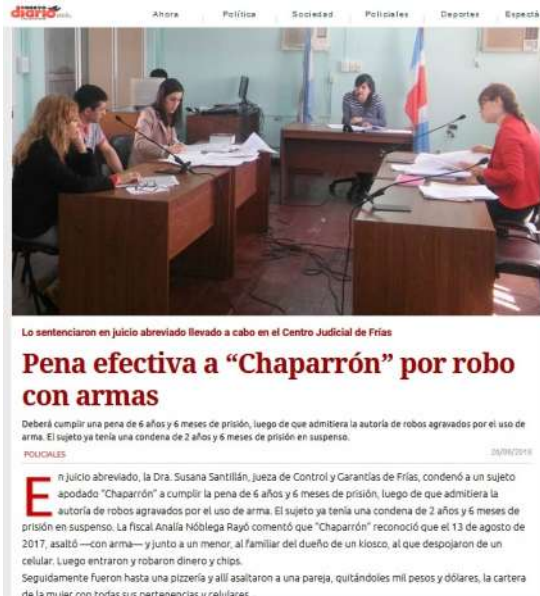 diario
Ahora Política Sociedad Policiales Deportes Espectá
Lo sentenciaron en juicio abreviado llevado a cabo en el Centro Judicial de Frías
Pena efectiva a “Chaparrón” por robo
con armas
Deberá cumplir una pena de 6 años y 6 meses de prisión, luego de que admitiera la autoría de robos agravados por el uso de
arma. El sujeto ya tenía una condena de 2 años y 6 meses de prisión en suspenso.
POLICIALES
En juicio abreviado, la Dra. Susana Santillán, jueza de Control y Garantías de Frías, condenó a un sujeto
apodado “Chaparrón” a cumplir la pena de 6 años y 6 meses de prisión, luego de que admitiera la
autoría de robos agravados por el uso de arma. El sujeto ya tenía una condena de 2 años y 6 meses de
prisión en suspenso. La fiscal Analía Nóblega Rayó comentó que “Chaparrón” reconoció que el 13 de agosto de
2017, asaltó —con arma— y junto a un menor, al familiar del dueño de un kiosco, al que despojaron de un
celular. Luego entraron y robaron dinero y chips.
Seguidamente fueron hasta una pizzería y allí asaltaron a una pareja, quitándoles mil pesos y dólares, la cartera
de la mujer con todas sus pertenencias y celulares.